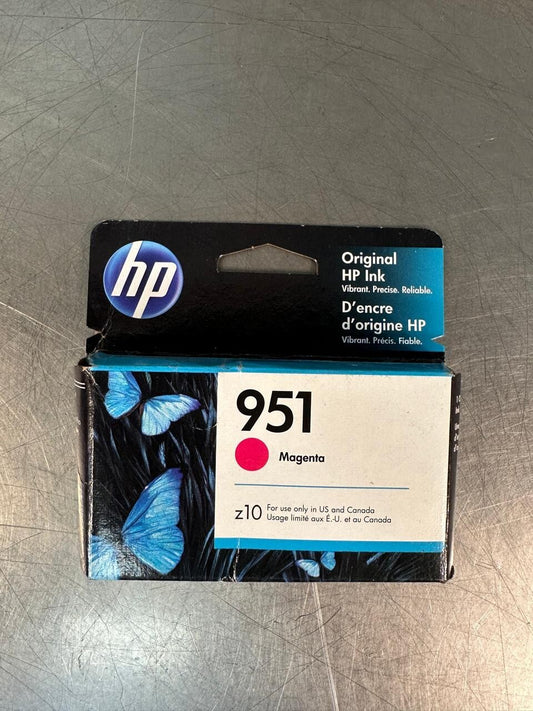 hp
Original
HP Ink
Vibrant. Precise. Reliable.
D'encre
d'origine HP
Vibrant. Précis. Fiable.
951
Magenta
z10
For use only in US and Canada
Usage limité aux É.-U. et au Canada